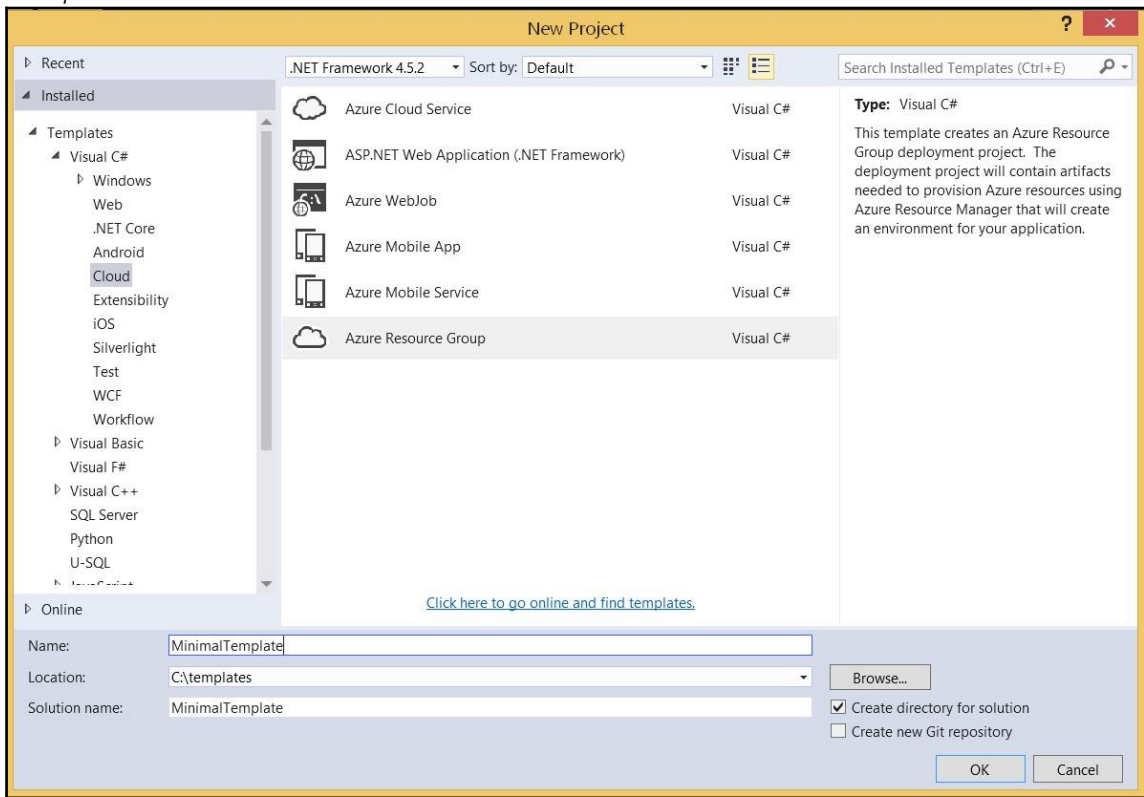 New Project
?
×
Recent
.NET Framework 4.5.2
Sort by: Default
Search Installed Templates (Ctrl+E)
Installed
Templates
Visual C#
Windows
Web
.NET Core
Android
Cloud
Extensibility
iOS
Silverlight
Test
WCF
Workflow
Visual Basic
Visual F#
Visual C++
SQL Server
Python
U-SQL
Online
Azure Cloud Service Visual C#
ASP.NET Web Application (.NET Framework) Visual C#
Azure WebJob Visual C#
Azure Mobile App Visual C#
Azure Mobile Service Visual C#
Azure Resource Group Visual C#
Click here to go online and find templates.
Type: Visual C#
This template creates an Azure Resource
Group deployment project. The
deployment project will contain artifacts
needed to provision Azure resources using
Azure Resource Manager that will create
an environment for your application.
Name: MinimalTemplate
Location: C:\templates
Browse...
Solution name: MinimalTemplate
Create directory for solution
Create new Git repository
OK
Cancel